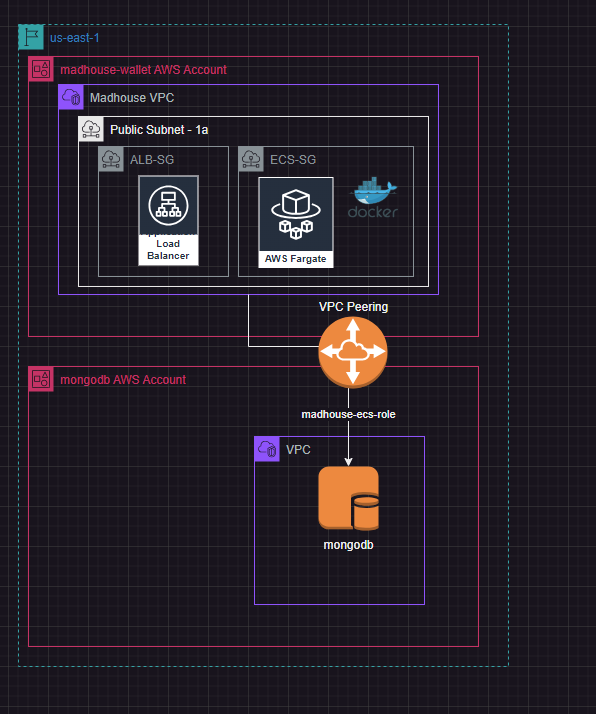 us-east-1
madhouse-wallet AWS Account
Madhouse VPC
Public Subnet - 1a
ALB-SG
ECS-SG
docker
Application
Load
Balancer
AWS Fargate
VPC Peering
mongodb AWS Account
madhouse-ecs-role
VPC
mongodb